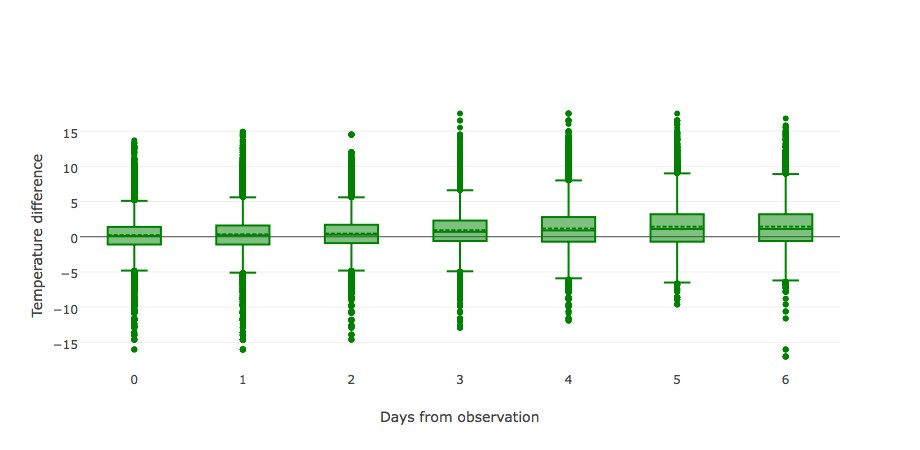 15
10
5
0
−5
−10
−15
Temperature difference
0 1 2 3 4 5 6
Days from observation